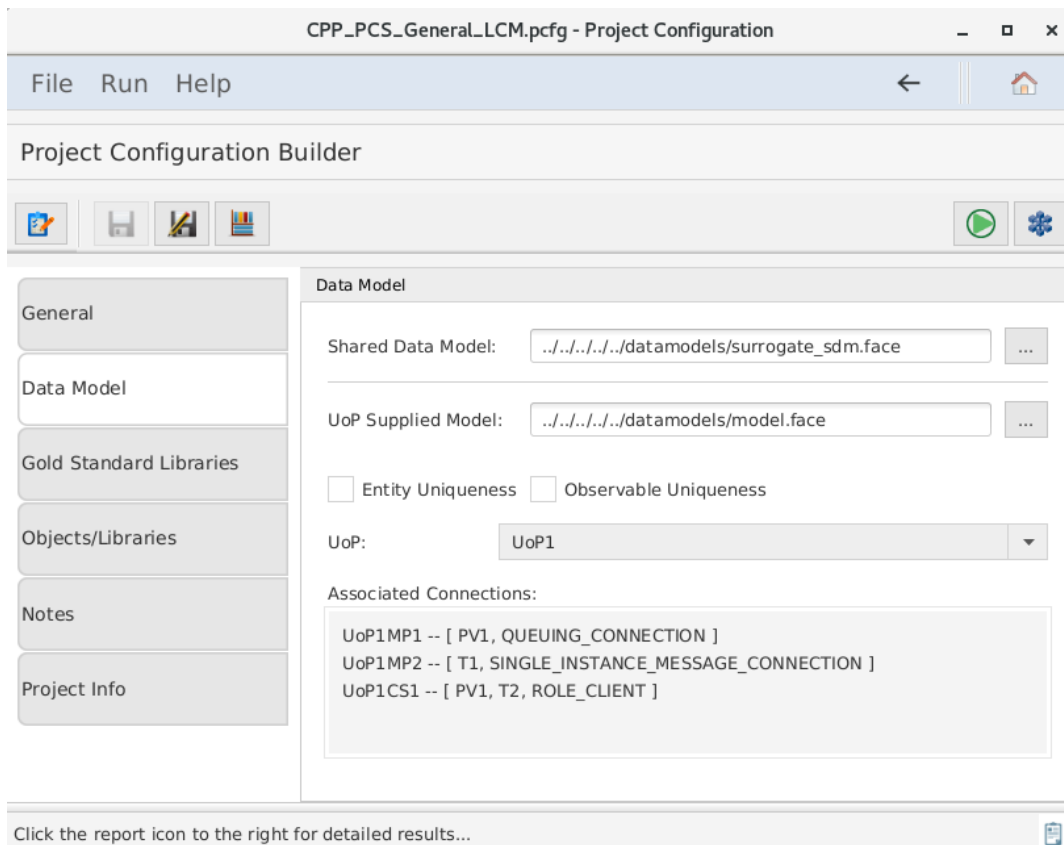 CPP_PCS_General_LCM.pcfg - Project Configuration
File Run Help
Project Configuration Builder
General
Data Model
Gold Standard Libraries
Objects/Libraries
Notes
Project Info
Data Model
Shared Data Model: ../../../../../datamodels/surrogate_sdm.face ...
UoP Supplied Model: ../../../../../datamodels/model.face ...
Entity Uniqueness Observable Uniqueness
UoP: UoP1
Associated Connections:
UoP1MP1 -- [ PV1, QUEUING_CONNECTION ]
UoP1MP2 -- [ T1, SINGLE_INSTANCE_MESSAGE_CONNECTION ]
UoP1CS1 -- [ PV1, T2, ROLE_CLIENT ]
Click the report icon to the right for detailed results...